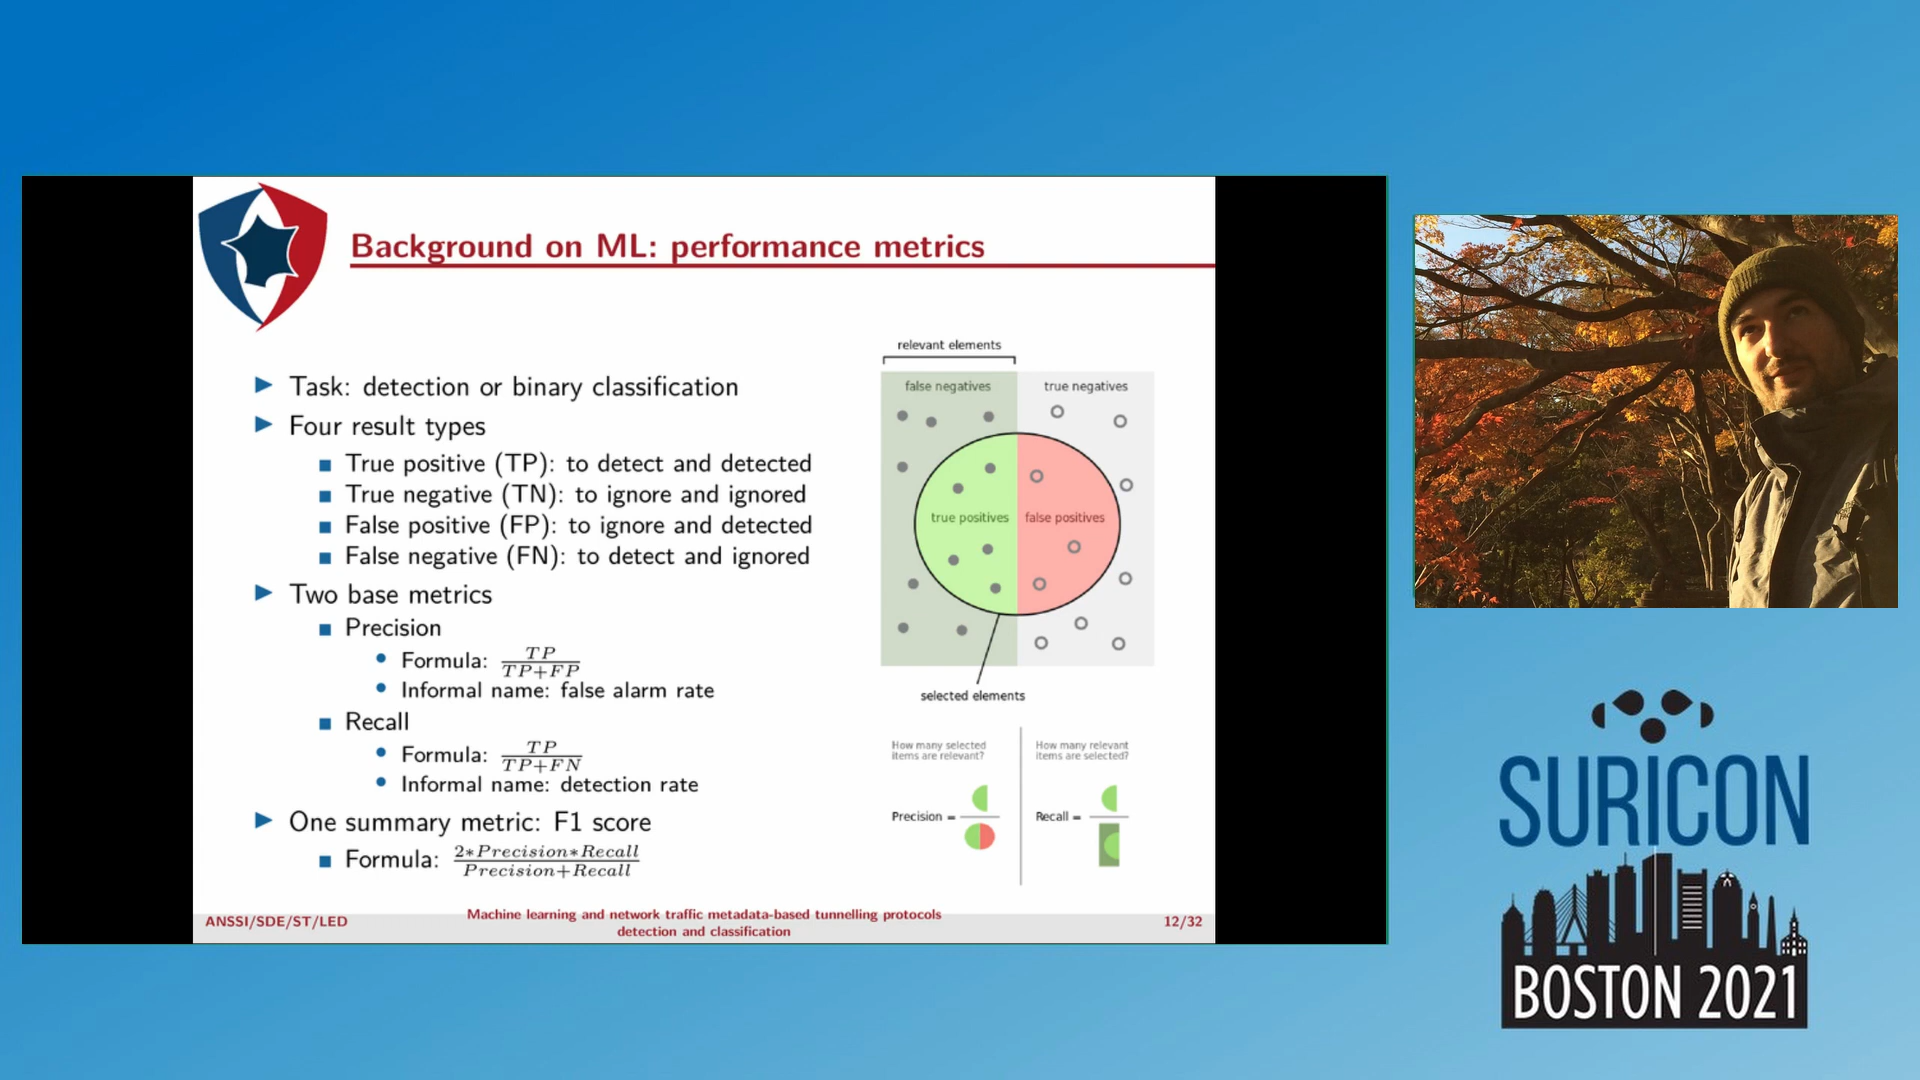 Background on ML: performance metrics
Task: detection or binary classification
Four result types
True positive (TP): to detect and detected
True negative (TN): to ignore and ignored
False positive (FP): to ignore and detected
False negative (FN): to detect and ignored
Two base metrics
Precision
Formula: TP/TP+FP
Informal name: false alarm rate
Recall
Formula: TP/TP+FN
Informal name: detection rate
One summary metric: F1 score
Formula: 2*Precision*Recall/Precision+Recall
relevant elements
false negatives
true negatives
true positives
false positives
selected elements
How many selected
items are relevant?
How many relevant
items are selected?
Precision =
Recall =
ANSSI/SDE/ST/LED
Machine learning and network traffic metadata-based tunnelling protocols
detection and classification
12/32
SURICON
BOSTON 2021